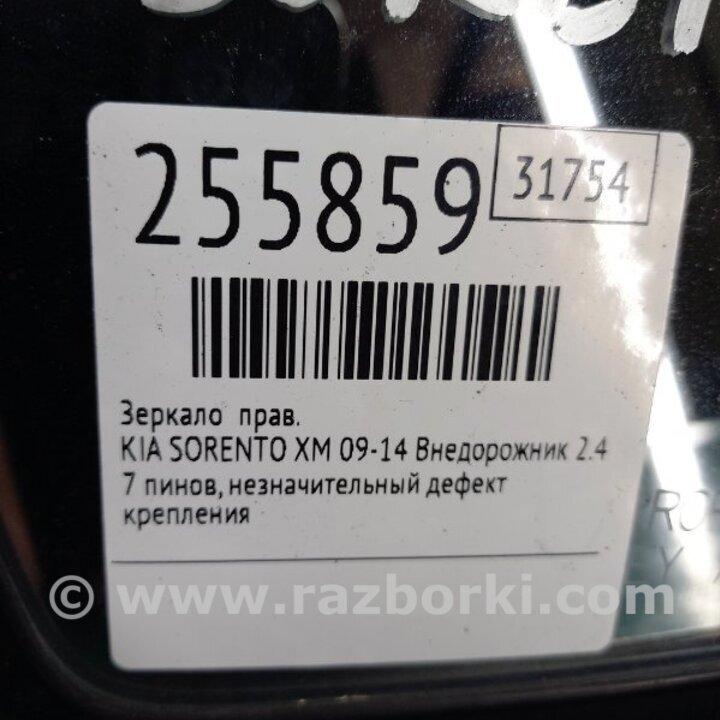 255859
31754
Зеркало прав.
KIA SORENTO XM 09-14 Внедорожник 2.4
7 пинов, незначительный дефект
крепления
© www.razborki.com